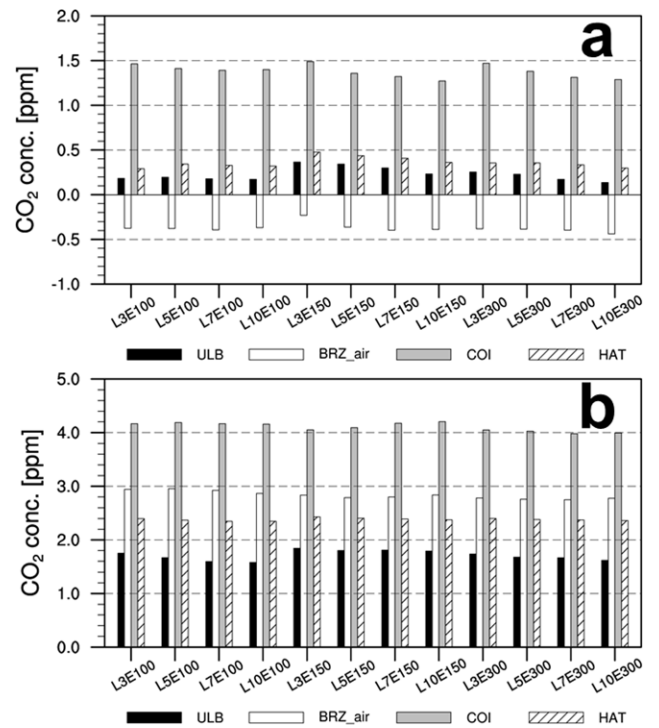 a
2.0
1.5
1.0
0.5
0.0
-0.5
-1.0
CO₂ conc. [ppm]
L3E100 L5E100 L7E100 L10E100 L3E150 L5E150 L7E150 L10E150 L3E300 L5E300 L7E300 L10E300
ULB BRZ_air COI HAT
b
5.0
4.0
3.0
2.0
1.0
0.0
CO₂ conc. [ppm]
L3E100 L5E100 L7E100 L10E100 L3E150 L5E150 L7E150 L10E150 L3E300 L5E300 L7E300 L10E300
ULB BRZ_air COI HAT